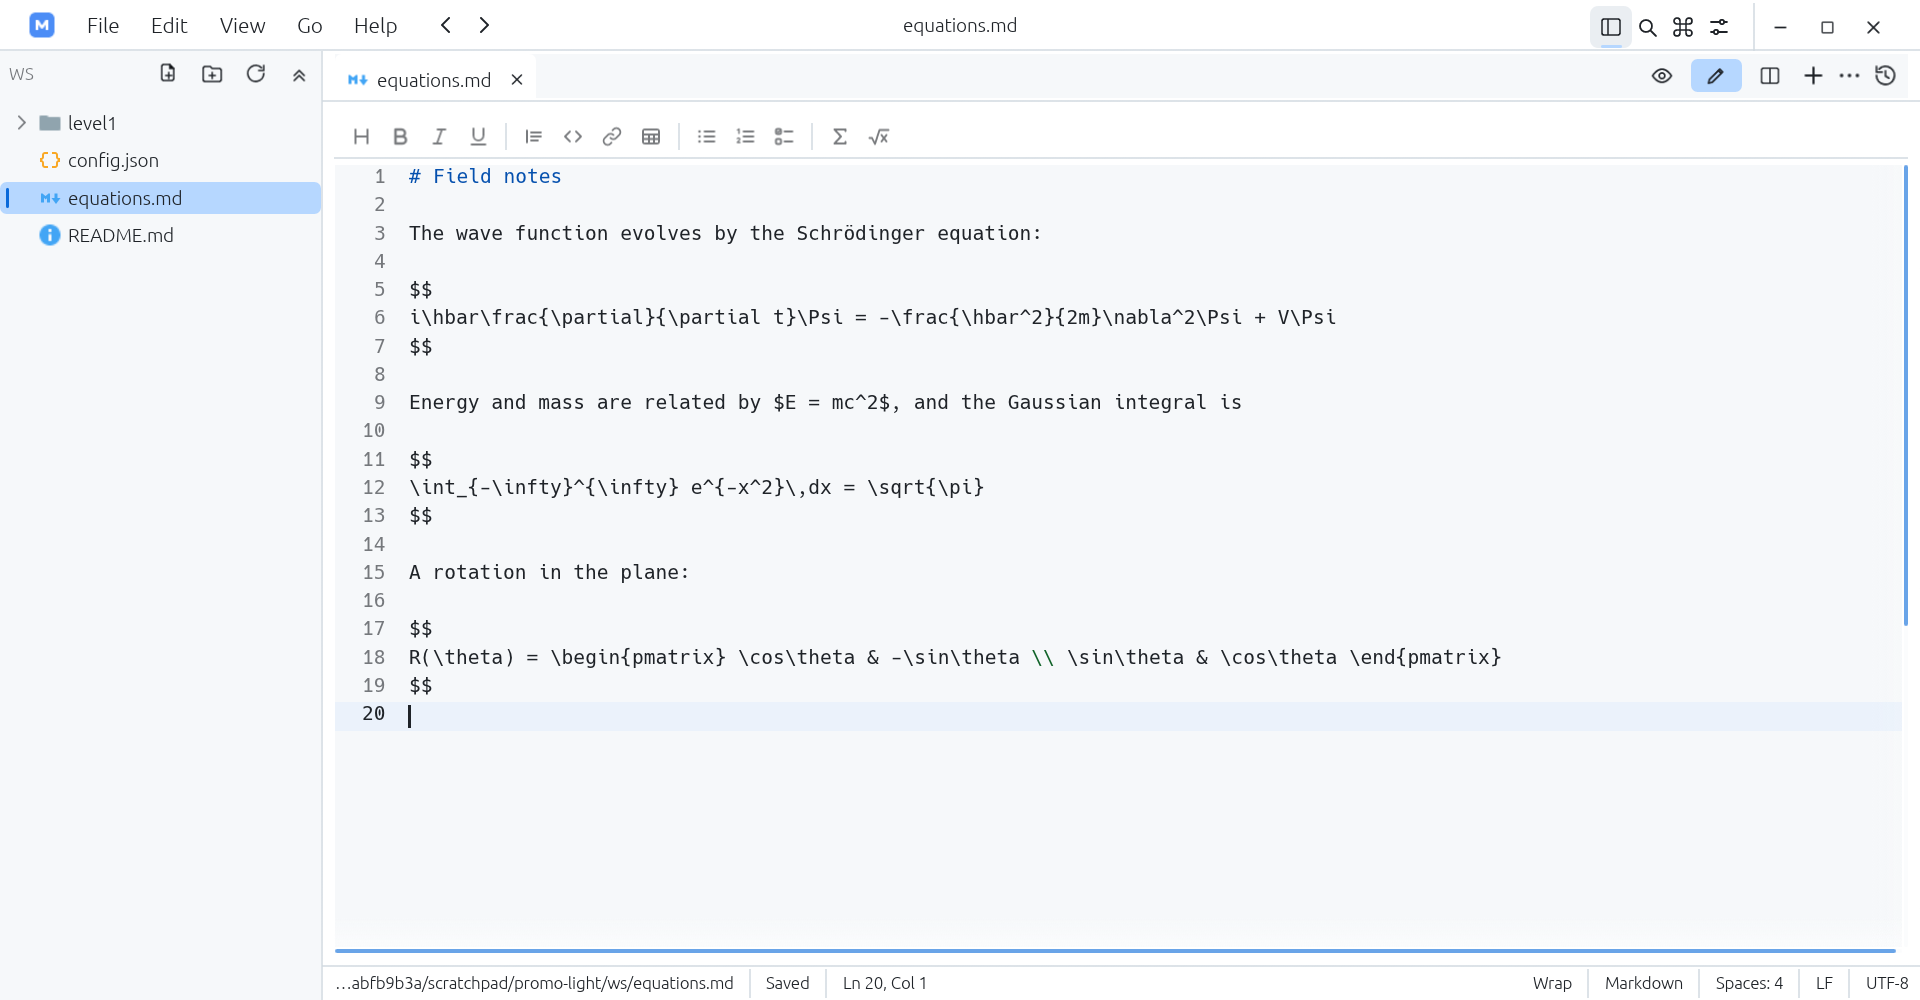 M File Edit View Go Help
equations.md
WS
level1
config.json
equations.md
README.md
equations.md
1 # Field notes
2
3 The wave function evolves by the Schrödinger equation:
4
5 $$
6 i\hbar\frac{\partial}{\partial t}\Psi = -\frac{\hbar^2}{2m}\nabla^2\Psi + V\Psi
7 $$
8
9 Energy and mass are related by $E = mc^2$, and the Gaussian integral is
10
11 $$
12 \int_{-\infty}^{\infty} e^{-x^2}\,dx = \sqrt{\pi}
13 $$
14
15 A rotation in the plane:
16
17 $$
18 R(\theta) = \begin{pmatrix} \cos\theta & -\sin\theta \\ \sin\theta & \cos\theta \end{pmatrix}
19 $$
20
…abfb9b3a/scratchpad/promo-light/ws/equations.md Saved Ln 20, Col 1 Wrap Markdown Spaces: 4 LF UTF-8